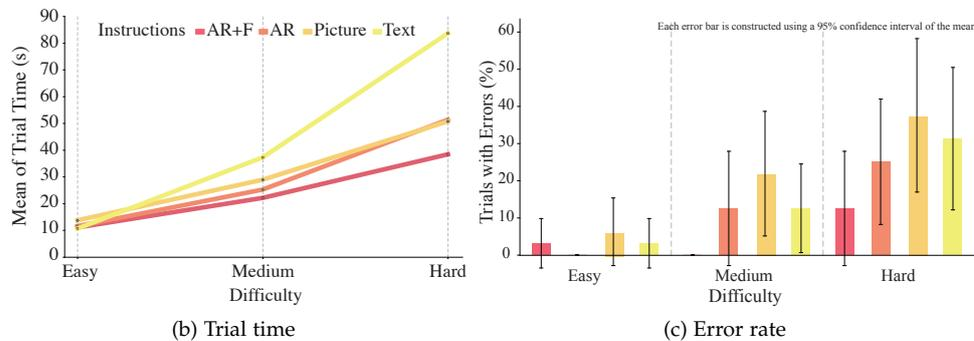 90
80
70
60
50
40
30
20
10
0
Mean of Trial Time (s)
Instructions AR+F AR Picture Text
Easy Medium Hard
Difficulty
(b) Trial time
Each error bar is constructed using a 95% confidence interval of the mean
60
50
40
30
20
10
0
Trials with Errors (%)
Easy Medium Hard
Difficulty
(c) Error rate